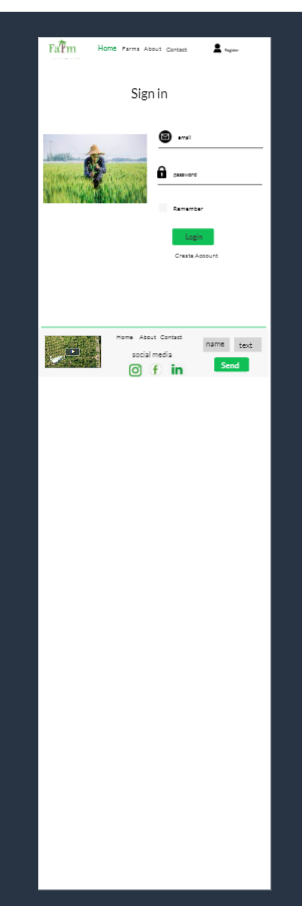 Farm
Home Farms About Contact Register
Sign in
email
password
Remember
Login
Create Account
Home About Contact
social media
name text
Send